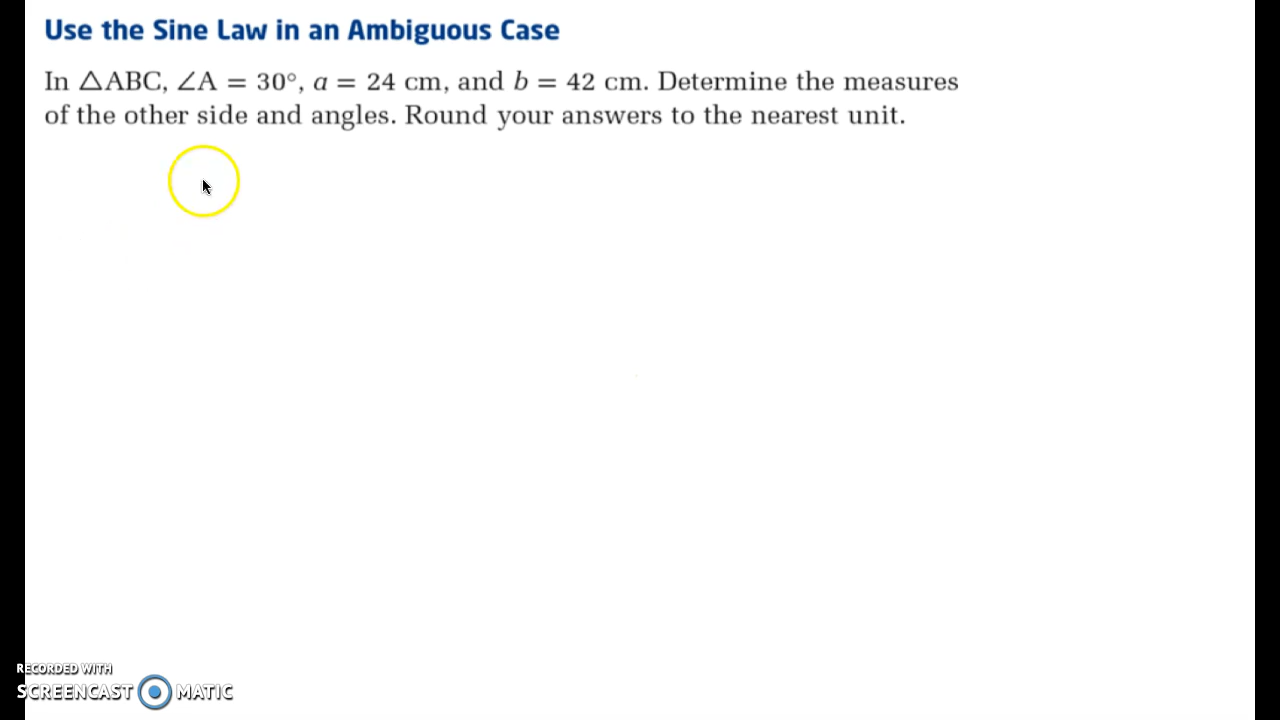 Use the Sine Law in an Ambiguous Case
In △ABC, ∠A = 30°, a = 24 cm, and b = 42 cm. Determine the measures
of the other side and angles. Round your answers to the nearest unit.
RECORDED WITH
SCREENCAST MATIC